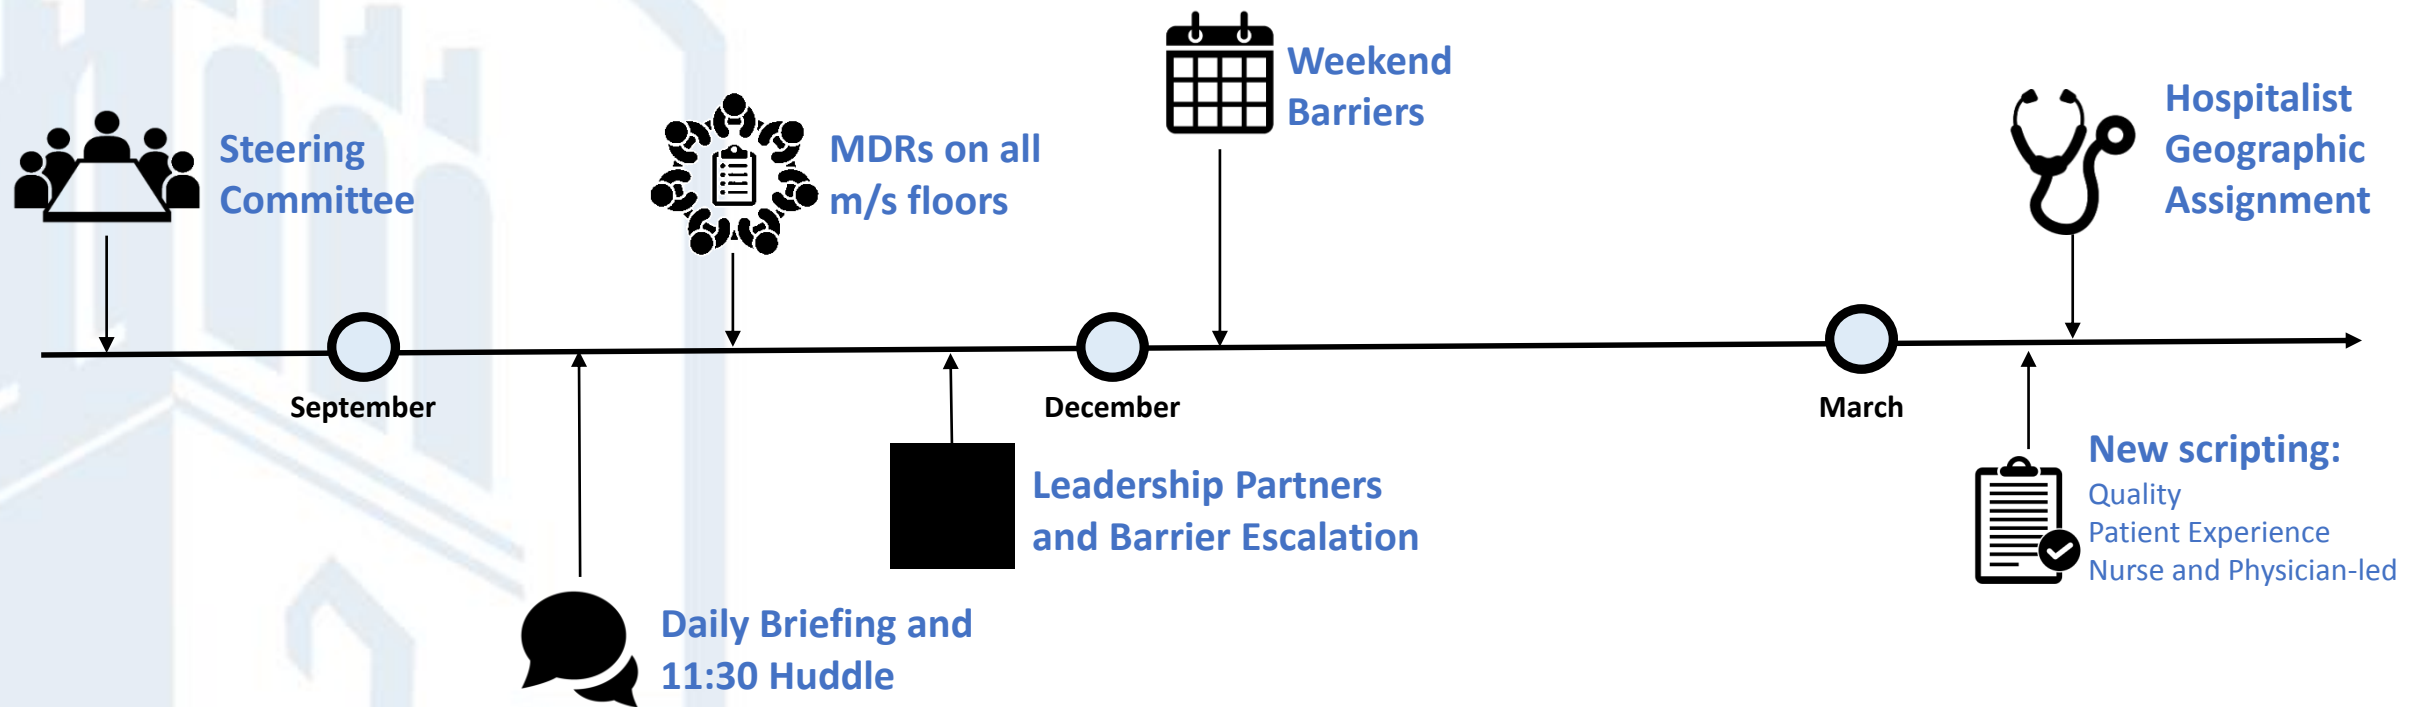 Steering
Committee
MDRs on all
m/s floors
Weekend
Barriers
Hospitalist
Geographic
Assignment
September
December
March
Daily Briefing and
11:30 Huddle
Leadership Partners
and Barrier Escalation
New scripting:
Quality
Patient Experience
Nurse and Physician-led